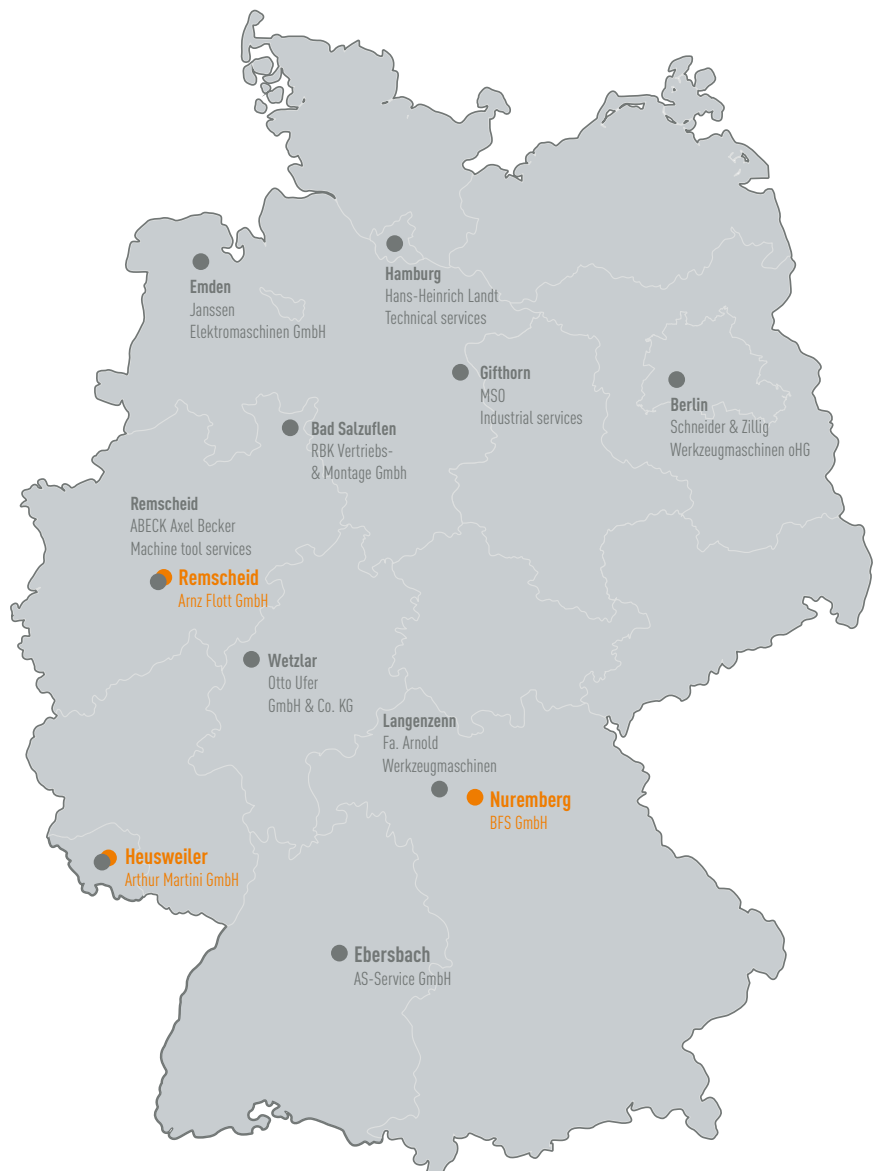 Hamburg
Hans-Heinrich Landt
Technical services
Emden
Janssen
Elektromaschinen GmbH
Gifthorn
MSO
Industrial services
Berlin
Schneider & Zillig
Werkzeugmaschinen oHG
Bad Salzuflen
RBK Vertriebs-
& Montage Gmbh
Remscheid
ABECK Axel Becker
Machine tool services
Remscheid
Arnz Flott GmbH
Wetzlar
Otto Ufer
GmbH & Co. KG
Langenzenn
Fa. Arnold
Werkzeugmaschinen
Nuremberg
BFS GmbH
Heusweiler
Arthur Martini GmbH
Ebersbach
AS-Service GmbH